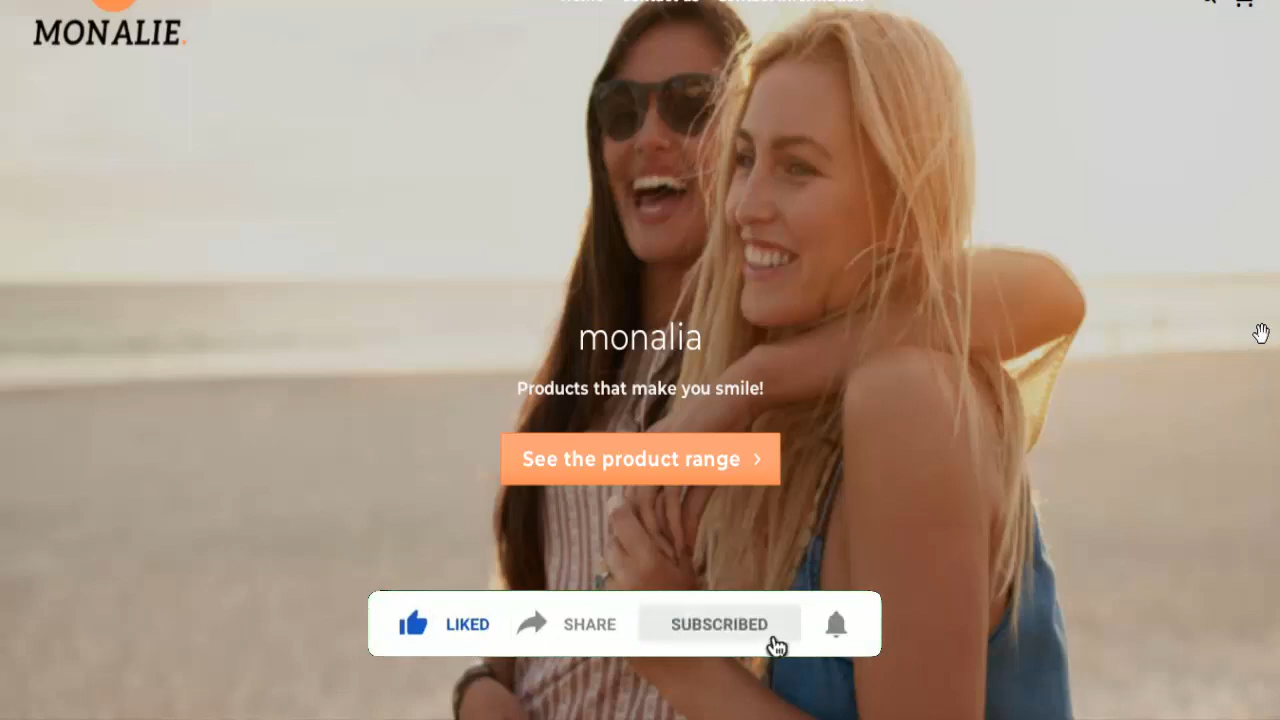 MONALIE.
monalia
Products that make you smile!
See the product range
LIKED SHARE SUBSCRIBED